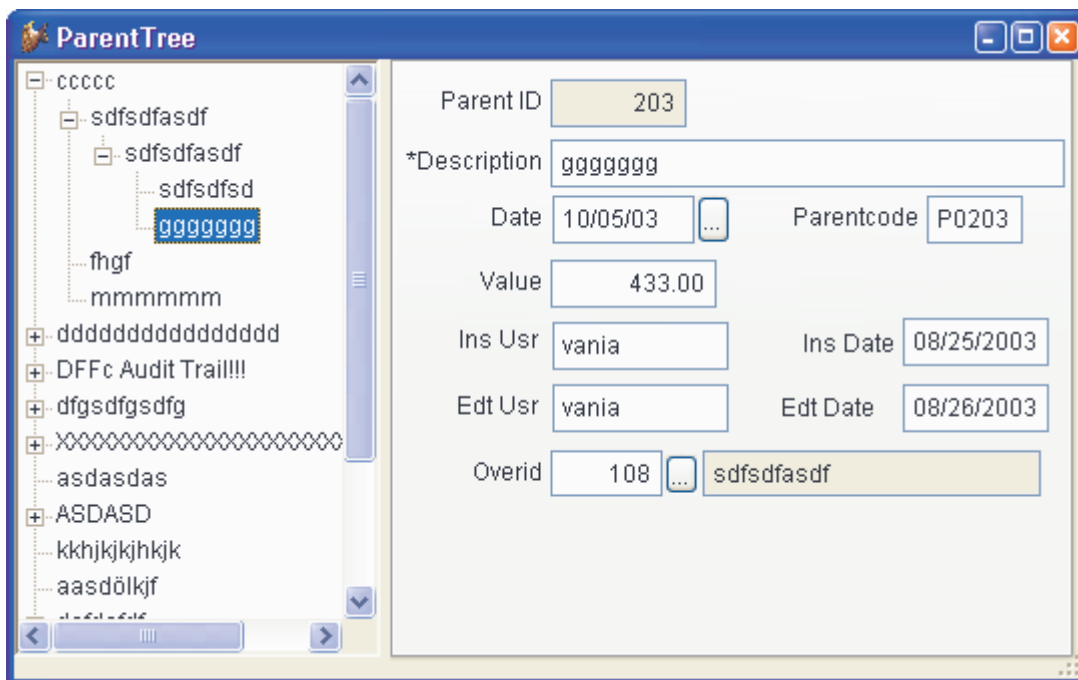 ParentTree
ccccc
sdfsdfasdf
sdfsdfasdf
sdfsdfsd
ggggggg
fhgf
mmmmmm
dddddddddddddddd
DFFc Audit Trail!!!
dfgsdfgsdfg
asdasdas
ASDASD
kkhjkjkjhkjk
aasdölkjf
Parent ID 203
*Description ggggggg
Date 10/05/03 ... Parentcode P0203
Value 433.00
Ins Usr vania Ins Date 08/25/2003
Edt Usr vania Edt Date 08/26/2003
Overid 108 ... sdfsdfasdf